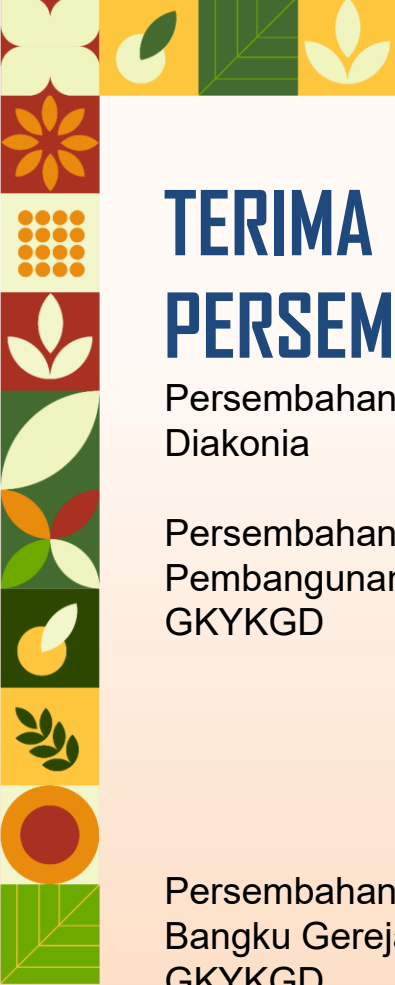 TERIMA
PERSEM
Persembahan
Diakonia
Persembahan
Pembangunan
GKYKGD
Persembahan
Bangku Gereja
GKYKGD